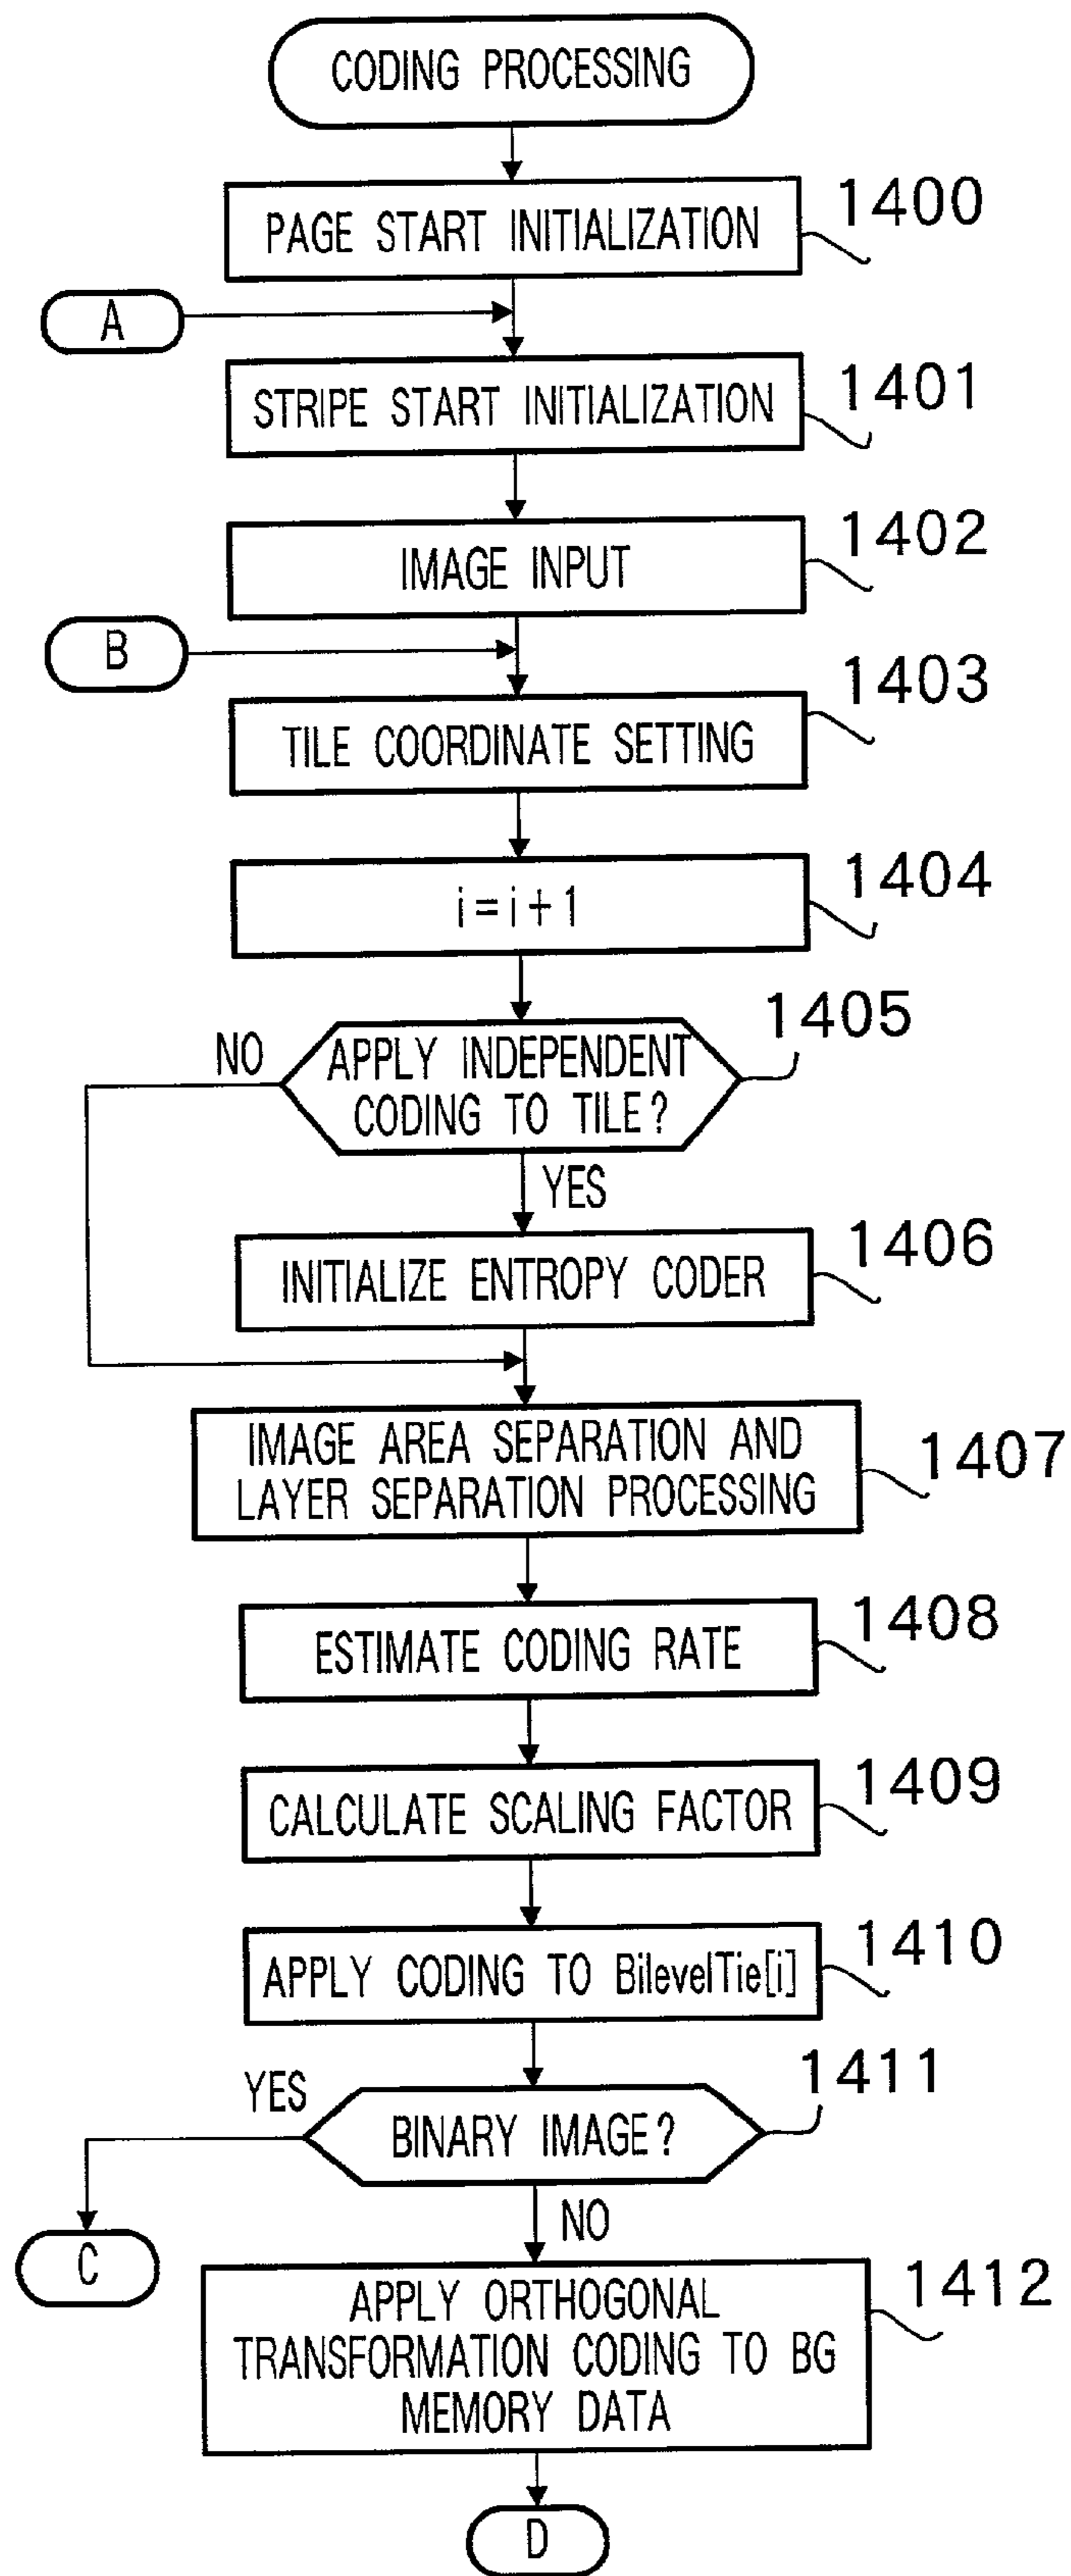 CODING PROCESSING
PAGE START INITIALIZATION
1400
A
STRIPE START INITIALIZATION
1401
IMAGE INPUT
1402
B
TILE COORDINATE SETTING
1403
i=i+1
1404
APPLY INDEPENDENT
CODING TO TILE?
1405
NO
YES
INITIALIZE ENTROPY CODER
1406
IMAGE AREA SEPARATION AND
LAYER SEPARATION PROCESSING
1407
ESTIMATE CODING RATE
1408
CALCULATE SCALING FACTOR
1409
APPLY CODING TO BilevelTie[i]
1410
BINARY IMAGE?
1411
YES
NO
C
APPLY ORTHOGONAL
TRANSFORMATION CODING TO BG
MEMORY DATA
1412
D